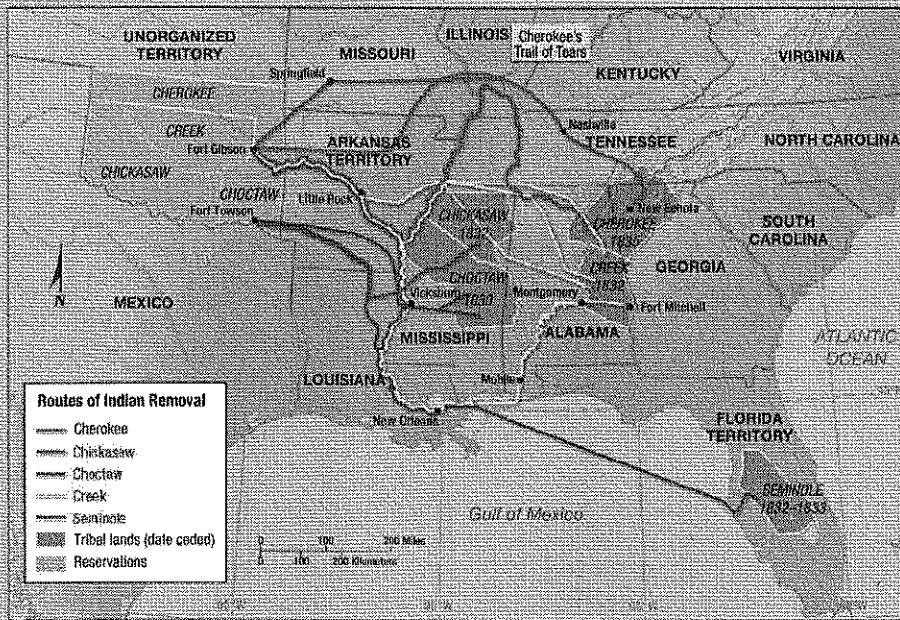 UNORGANIZED
TERRITORY
MISSOURI
ILLINOIS
Cherokee's
Trail of Tears
KENTUCKY
VIRGINIA
Springfield
CHEROKEE
CREEK
Fort Gibson
CHICKASAW
CHOCTAW
Fort Towson
ARKANSAS
TERRITORY
Little Rock
Nashville
TENNESSEE
NORTH CAROLINA
New Echota
CHICKASAW
1832
CHEROKEE
1835
SOUTH
CAROLINA
CREEK
1832
GEORGIA
CHOCTAW
1830
Vicksburg
Montgomery
Fort Mitchell
N
MEXICO
MISSISSIPPI
ALABAMA
ATLANTIC
OCEAN
LOUISIANA
Mobile
New Orleans
FLORIDA
TERRITORY
SEMINOLE
1832–1833
Gulf of Mexico
Routes of Indian Removal
Cherokee
Chickasaw
Choctaw
Creek
Seminole
Tribal lands (date ceded)
Reservations
0 100 200 Miles
0 100 200 Kilometers